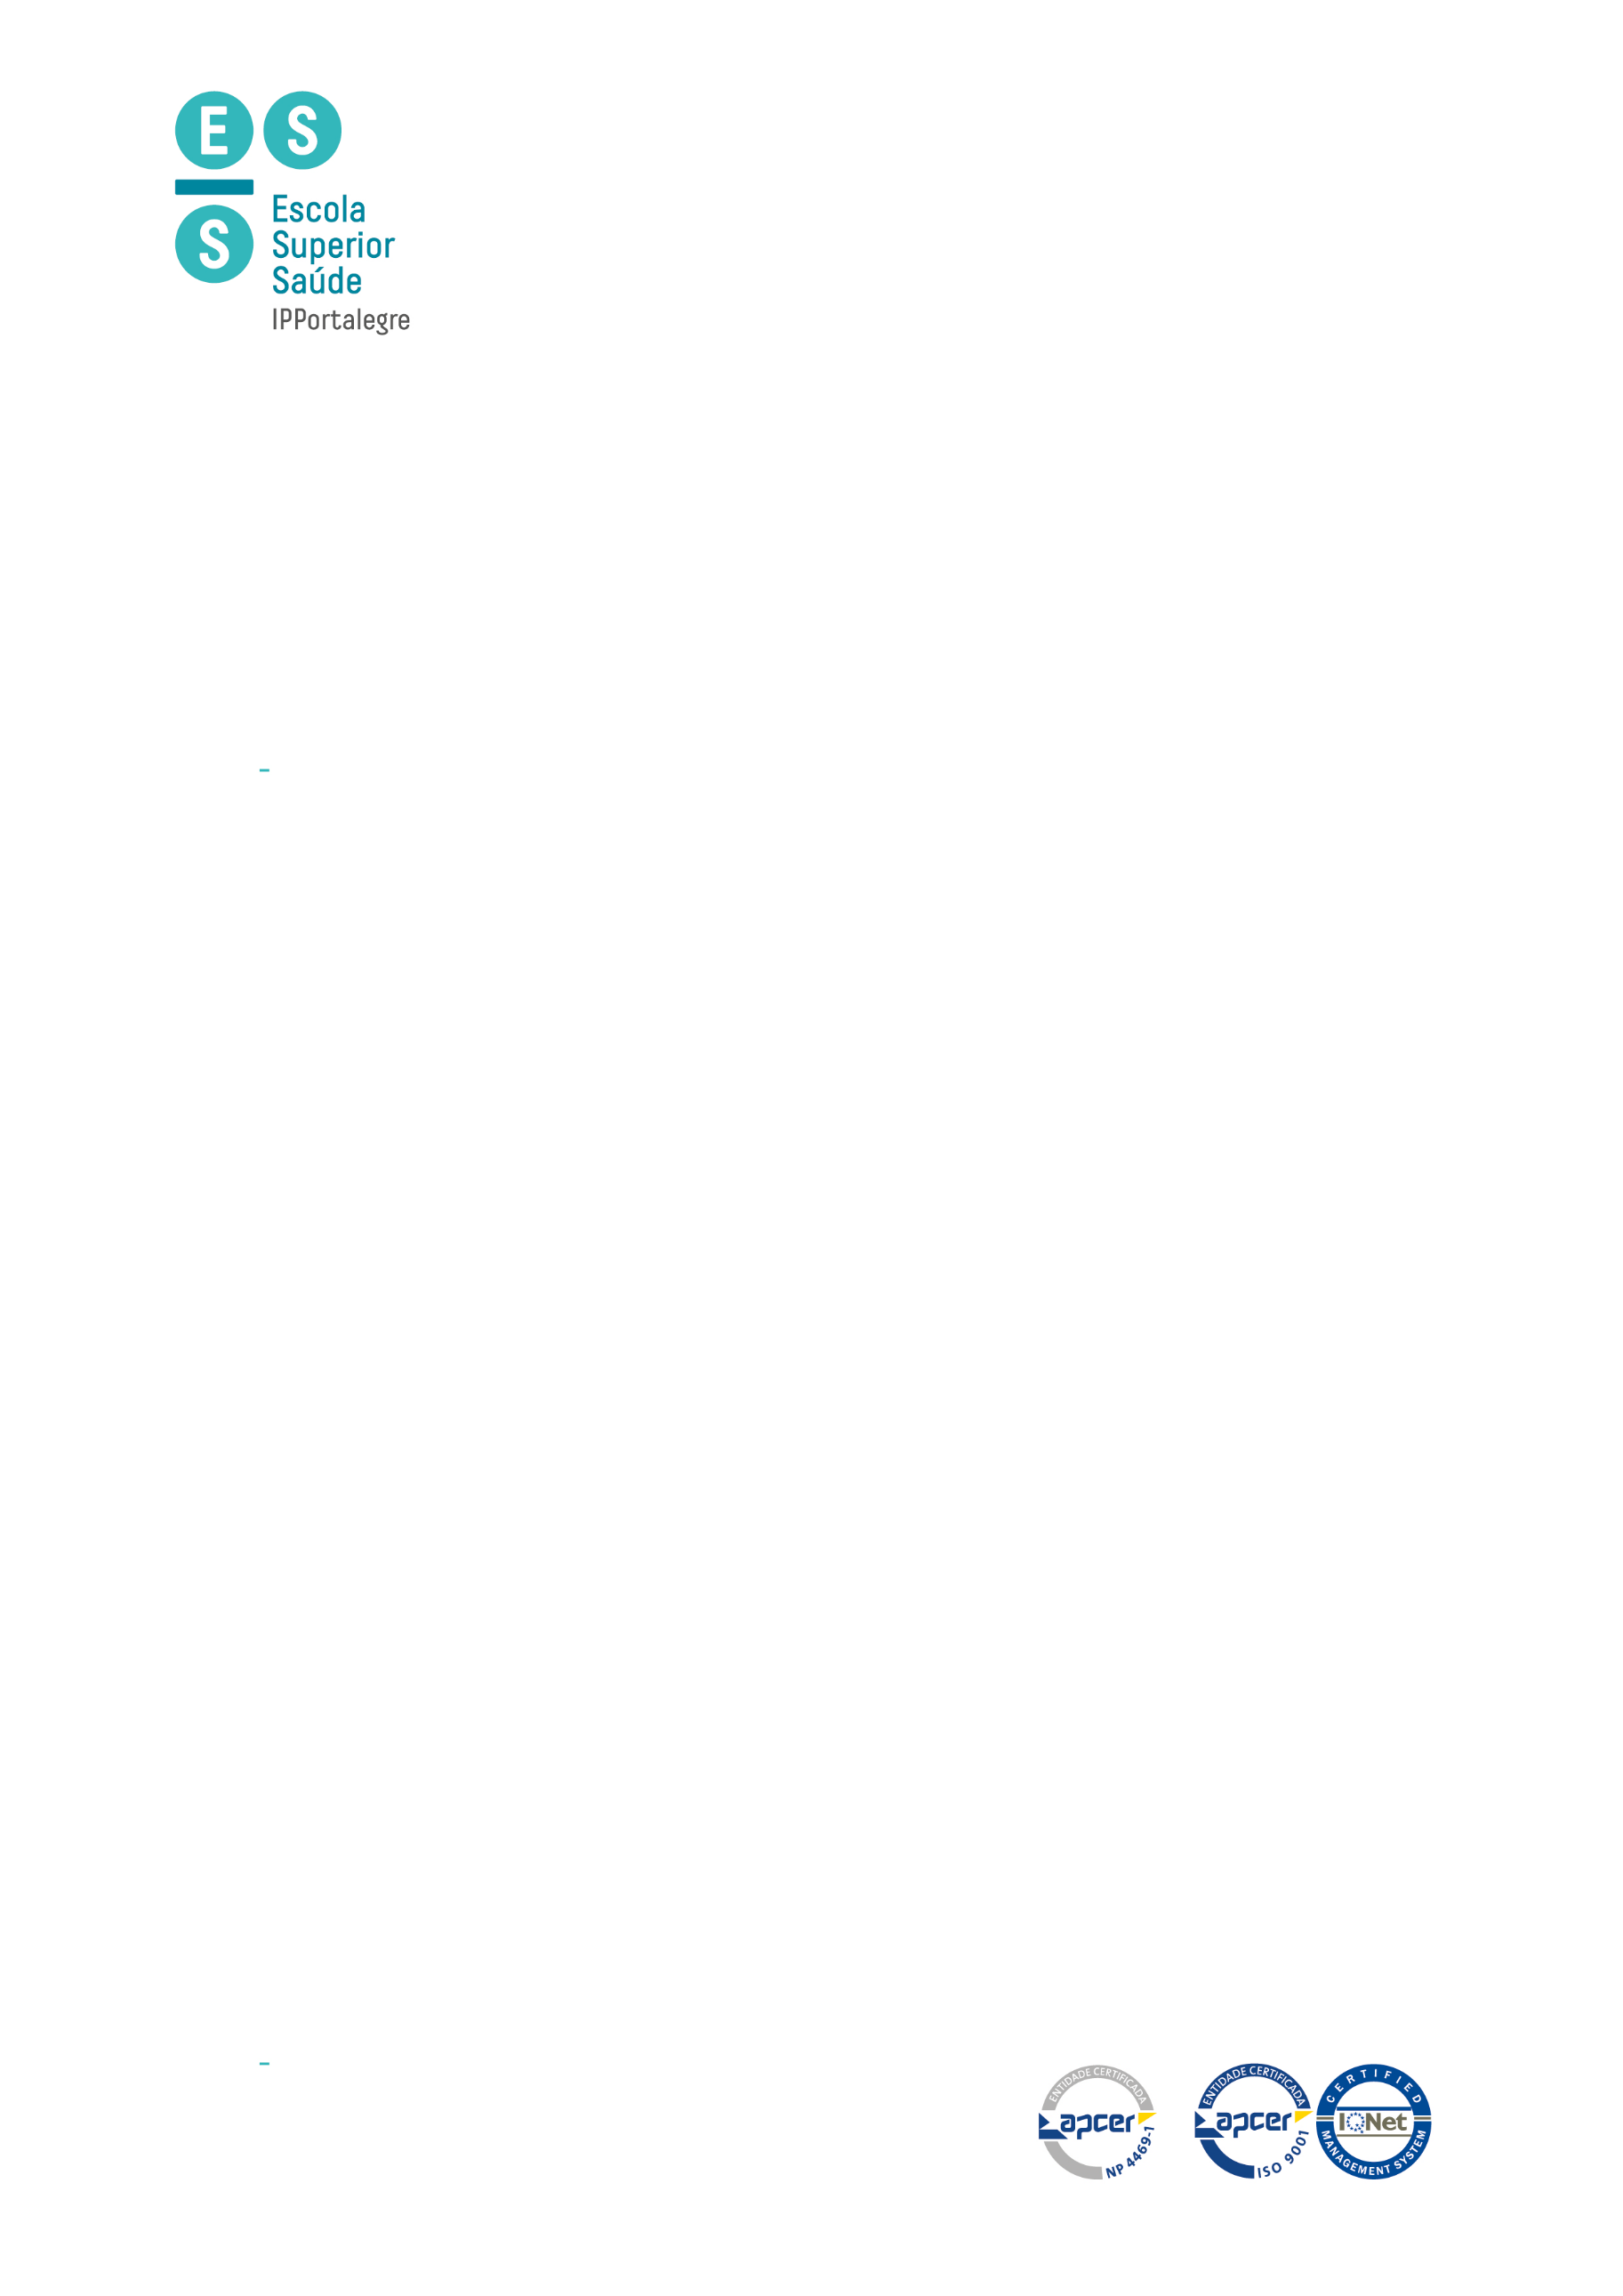 E S
S
Escola
Superior
Saúde
IPPortalegre
–
–
ENTIDADE CERTIFICADA
apcer
NP 4469-1
ENTIDADE CERTIFICADA
apcer
ISO 9001
CERTIFIED
IQNet
MANAGEMENT SYSTEM